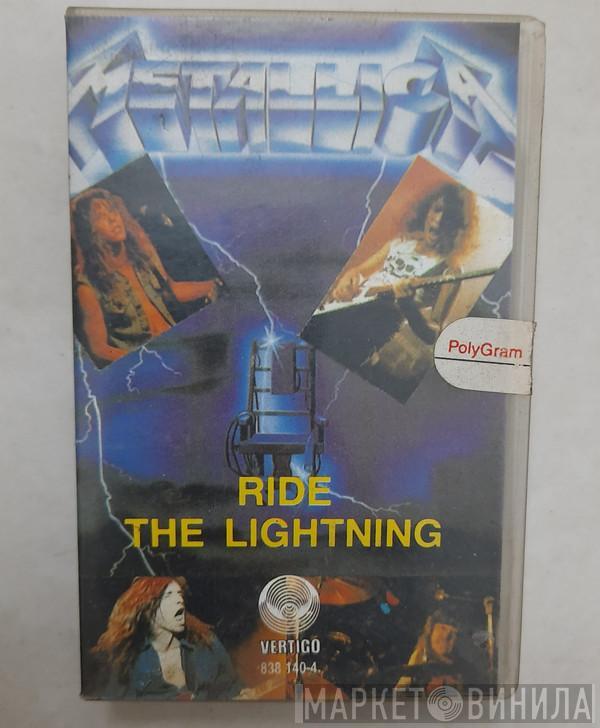 METALLICA
PolyGram
RIDE
THE LIGHTNING
VERTIGO
838 140-4
МАРКЕТ ВИНИЛА